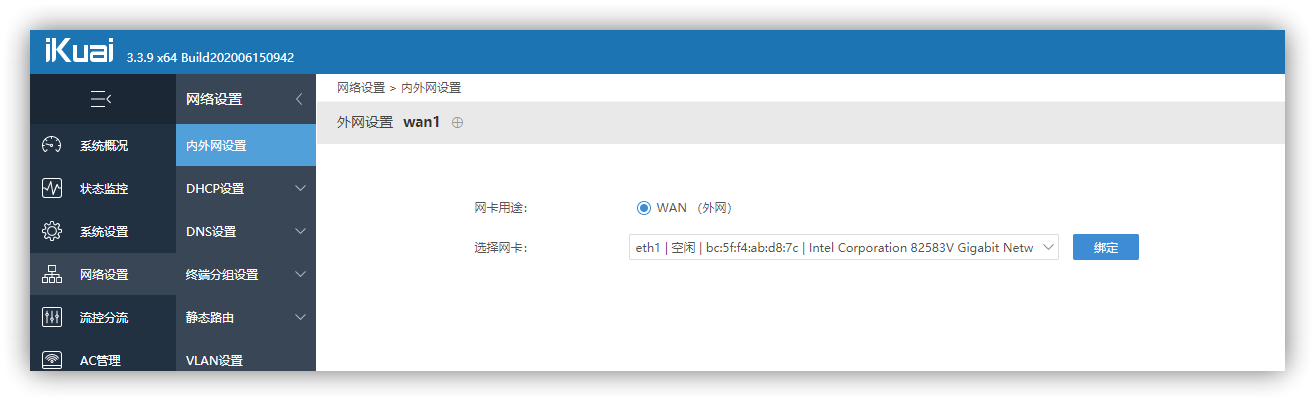 iKuai 3.3.9 x64 Build202006150942
网络设置
网络设置 > 内外网设置
外网设置 wan1
系统概况
内外网设置
状态监控
DHCP设置
网卡用途:
WAN (外网)
系统设置
DNS设置
选择网卡:
eth1 | 空闲 | bc:5f:f4:ab:d8:7c | Intel Corporation 82583V Gigabit Netw
绑定
网络设置
终端分组设置
流控分流
静态路由
AC管理
VLAN设置